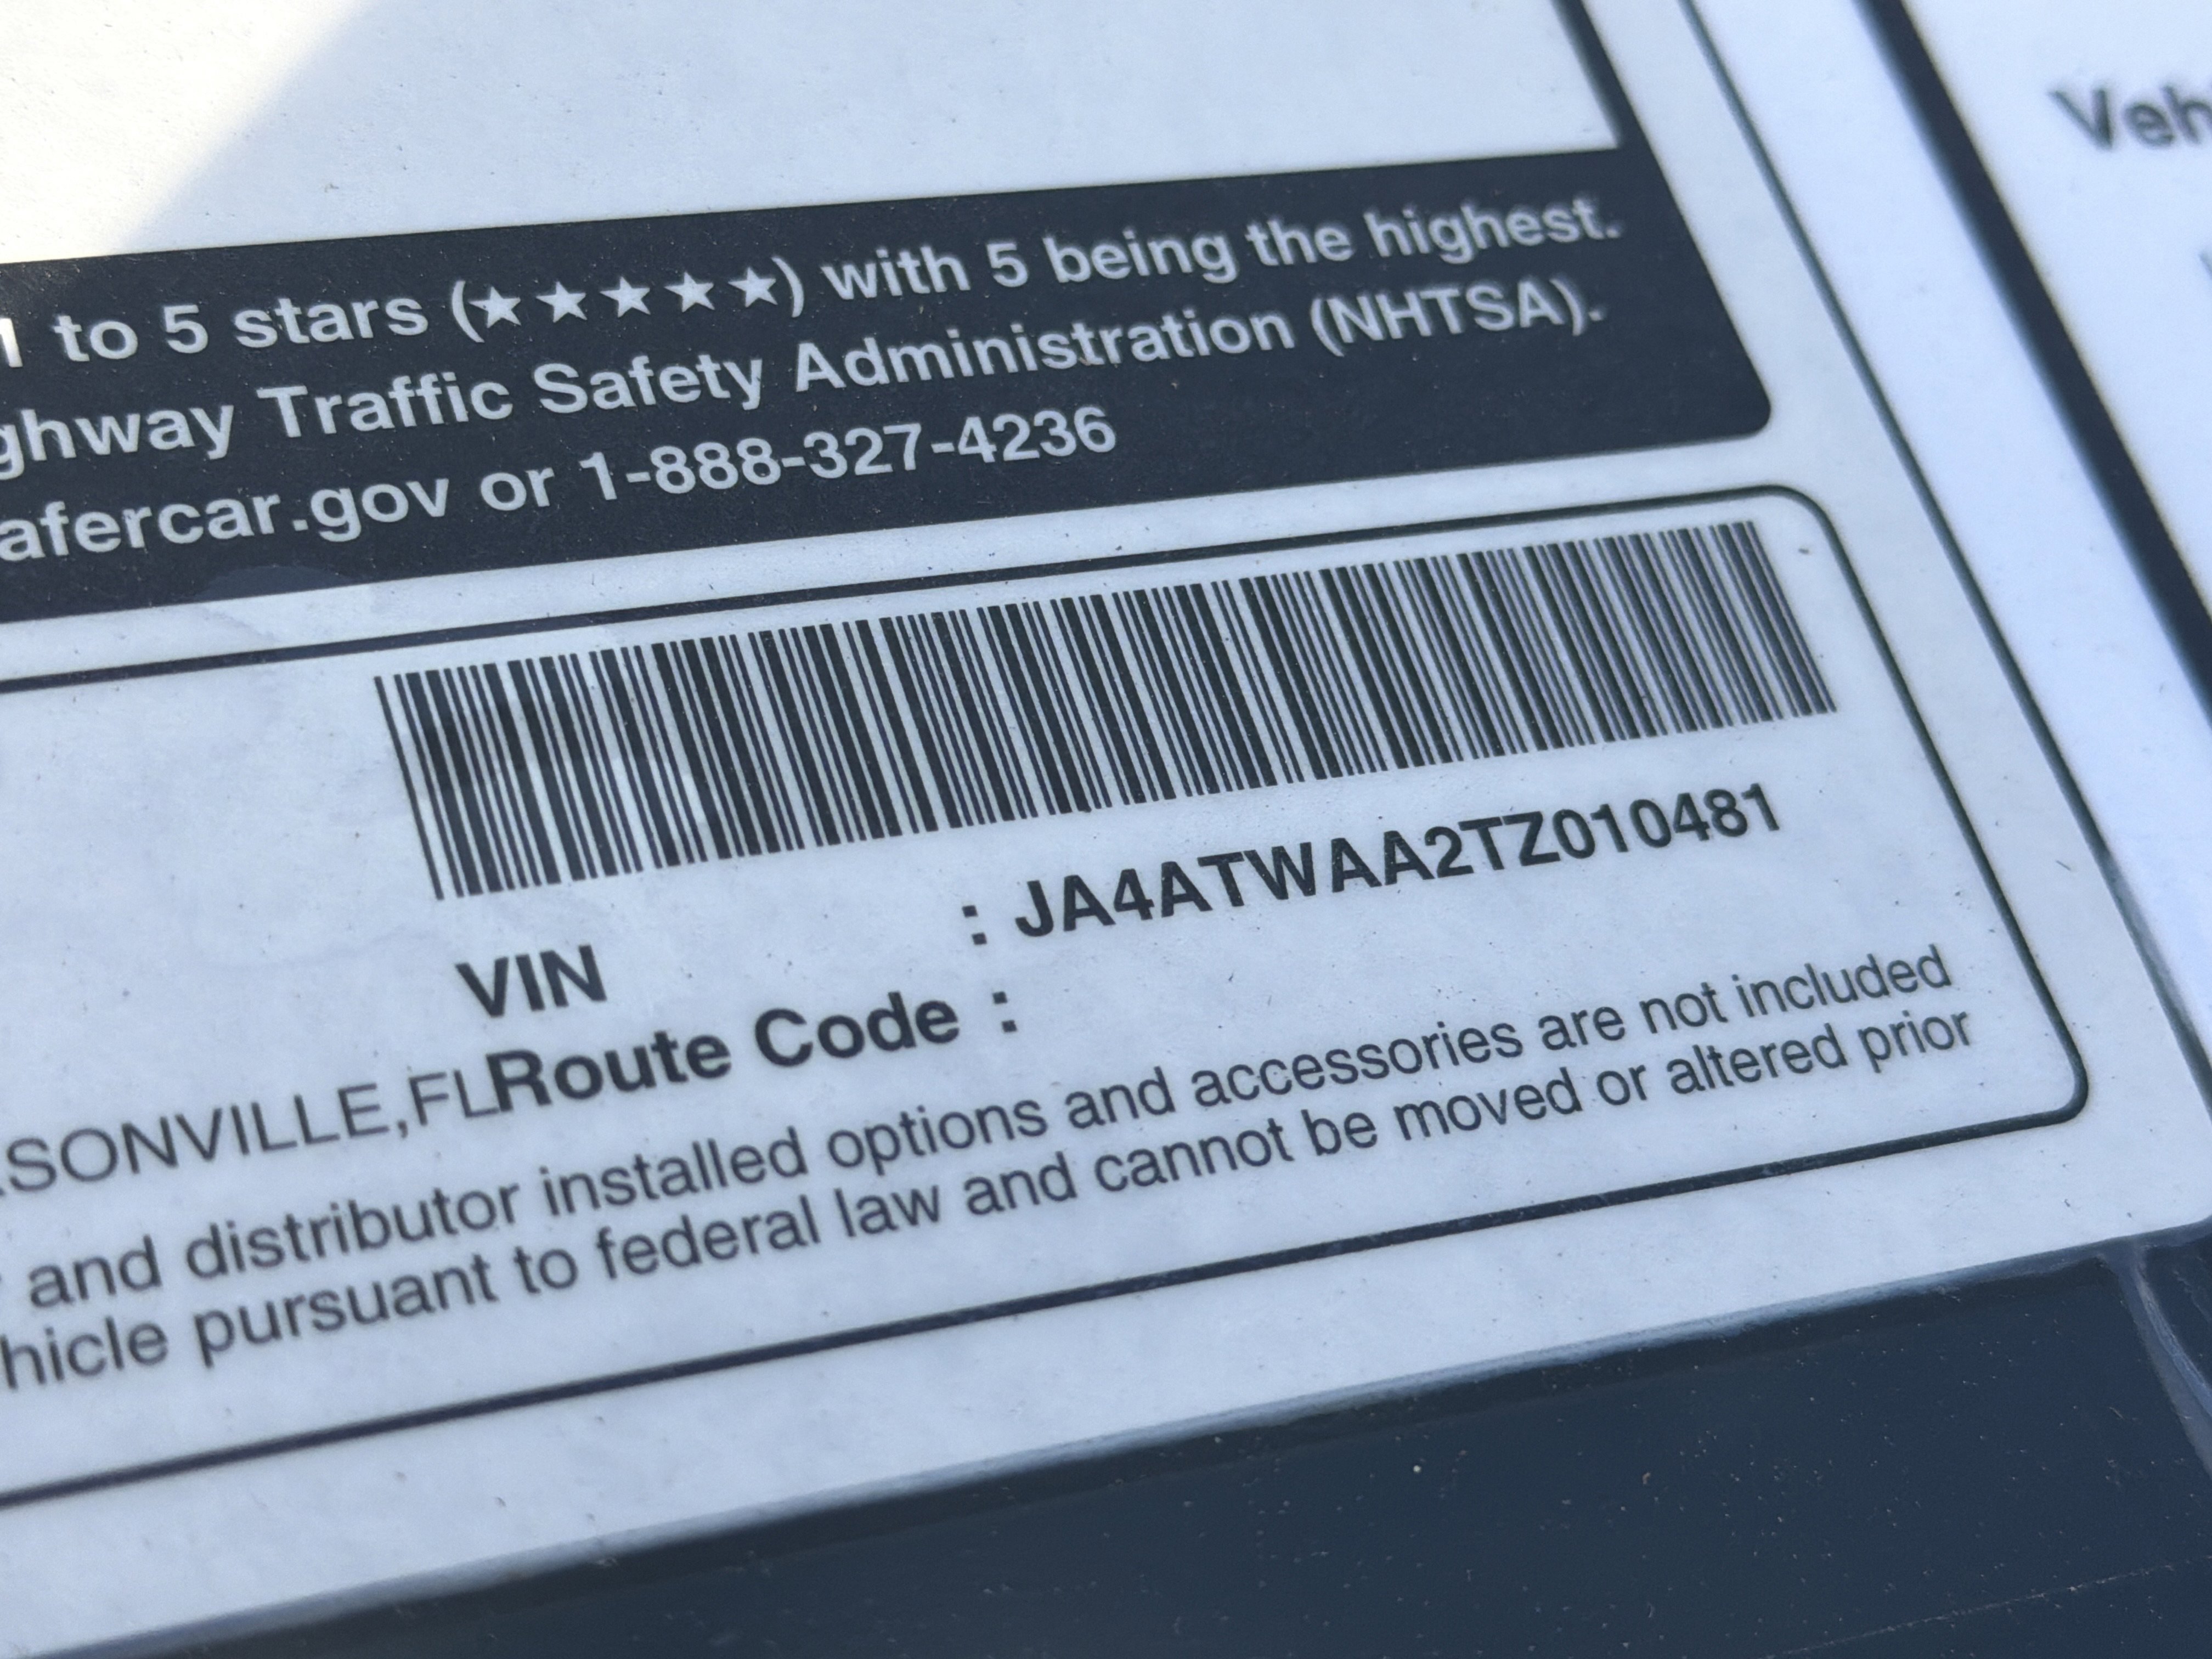 to 5 stars (★★★★★) with 5 being the highest.
ghway Traffic Safety Administration (NHTSA).
afercar.gov or 1-888-327-4236
Veh
VIN : JA4ATWAA2TZ010481
SONVILLE,FL Route Code :
and distributor installed options and accessories are not included
hicle pursuant to federal law and cannot be moved or altered prior